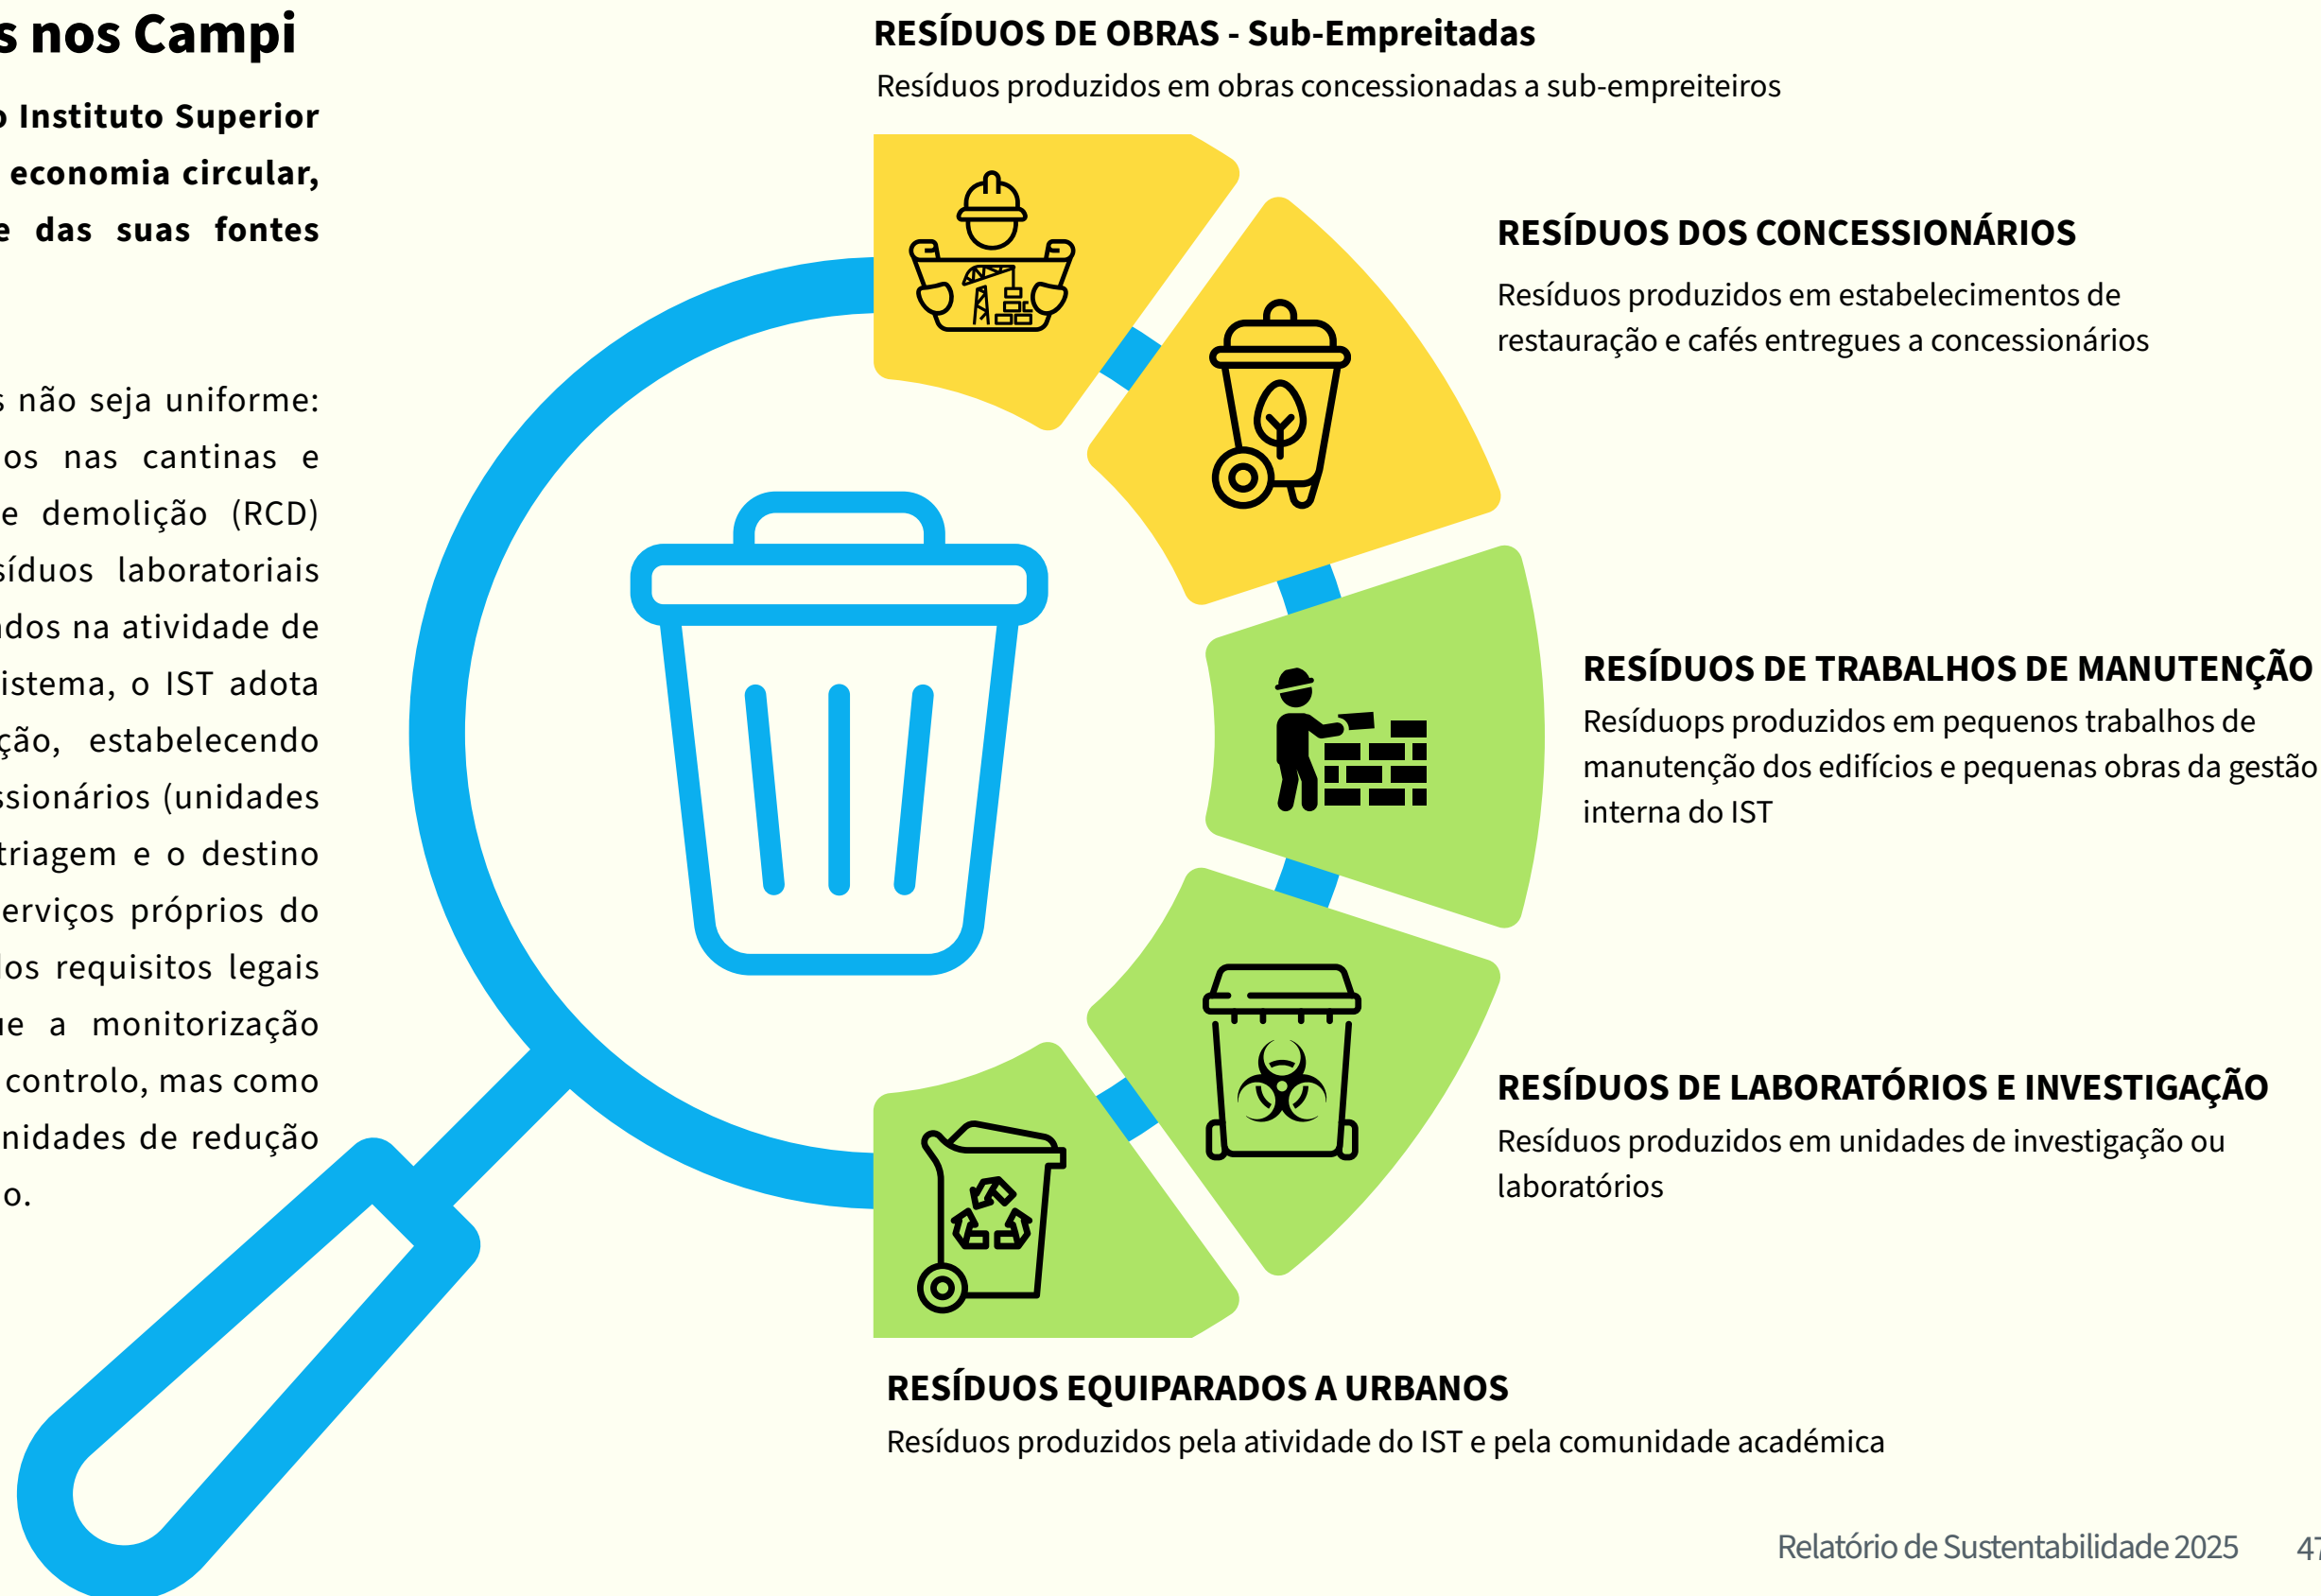 s nos Campi
o Instituto Superior
economia circular,
e das suas fontes
s não seja uniforme:
os nas cantinas e
e demolição (RCD)
síduos laboratoriais
ados na atividade de
istema, o IST adota
ção, estabelecendo
ssionários (unidades
triagem e o destino
erviços próprios do
dos requisitos legais
ue a monitorização
controlo, mas como
nidades de redução
o.
RESÍDUOS DE OBRAS - Sub-Empreitadas
Resíduos produzidos em obras concessionadas a sub-empreiteiros
RESÍDUOS DOS CONCESSIONÁRIOS
Resíduos produzidos em estabelecimentos de
restauração e cafés entregues a concessionários
RESÍDUOS DE TRABALHOS DE MANUTENÇÃO
Resíduops produzidos em pequenos trabalhos de
manutenção dos edifícios e pequenas obras da gestão
interna do IST
RESÍDUOS DE LABORATÓRIOS E INVESTIGAÇÃO
Resíduos produzidos em unidades de investigação ou
laboratórios
RESÍDUOS EQUIPARADOS A URBANOS
Resíduos produzidos pela atividade do IST e pela comunidade académica
Relatório de Sustentabilidade 2025 47